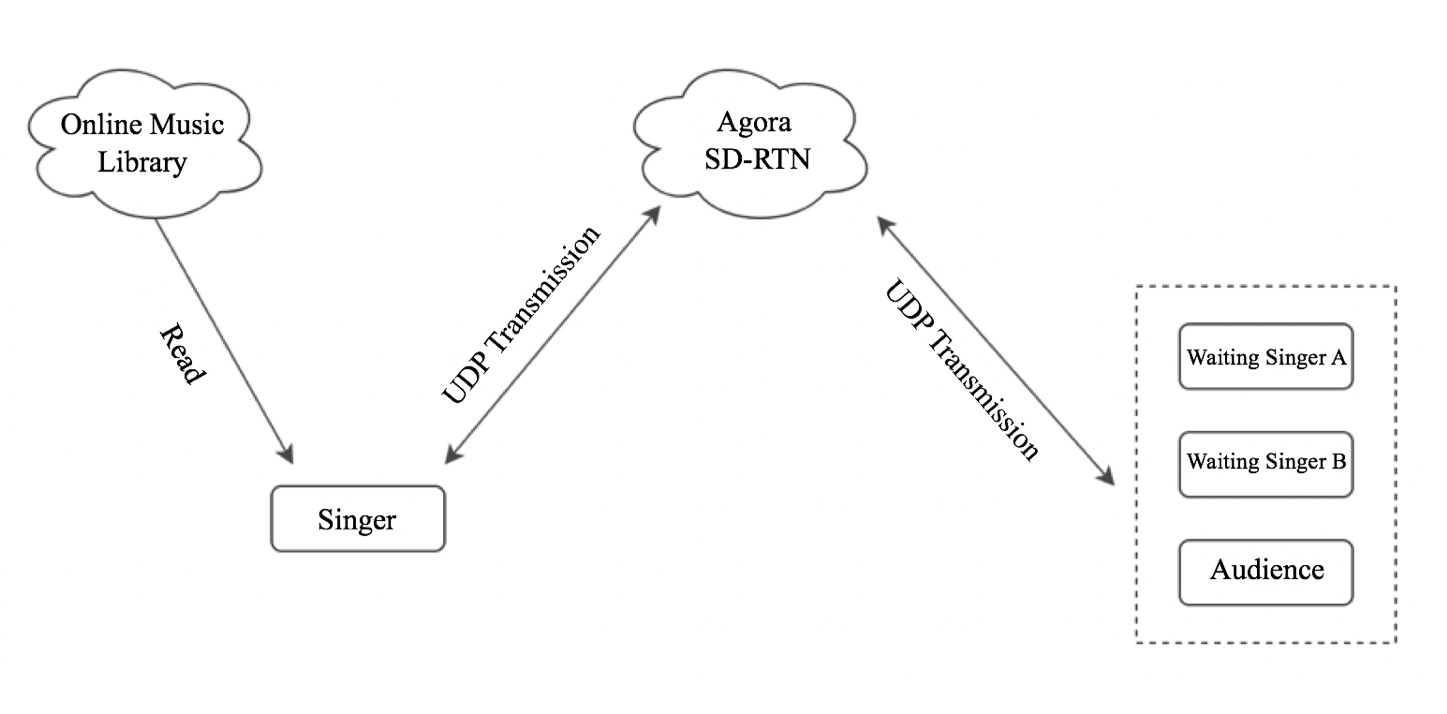 Online Music
Library
Agora
SD-RTN
Read
UDP Transmission
UDP Transmission
Singer
Waiting Singer A
Waiting Singer B
Audience